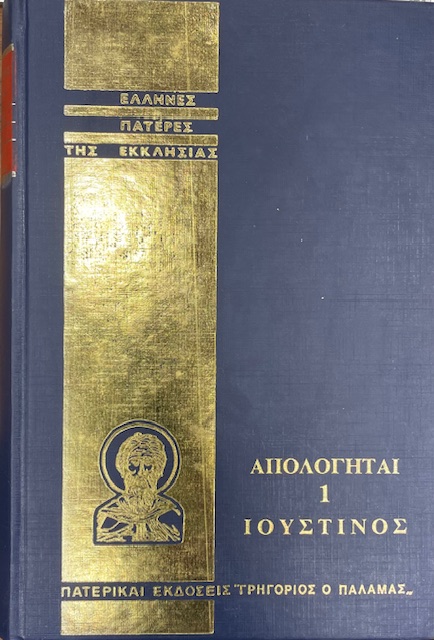 ΕΛΛΗΝΕΣ
ΠΑΤΕΡΕΣ
ΤΗΣ ΕΚΚΛΗΣΙΑΣ
ΑΠΟΛΟΓΗΤΑΙ
1
ΙΟΥΣΤΙΝΟΣ
ΠΑΤΕΡΙΚΑΙ ΕΚΔΟΣΕΙΣ "ΓΡΗΓΟΡΙΟΣ Ο ΠΑΛΑΜΑΣ„